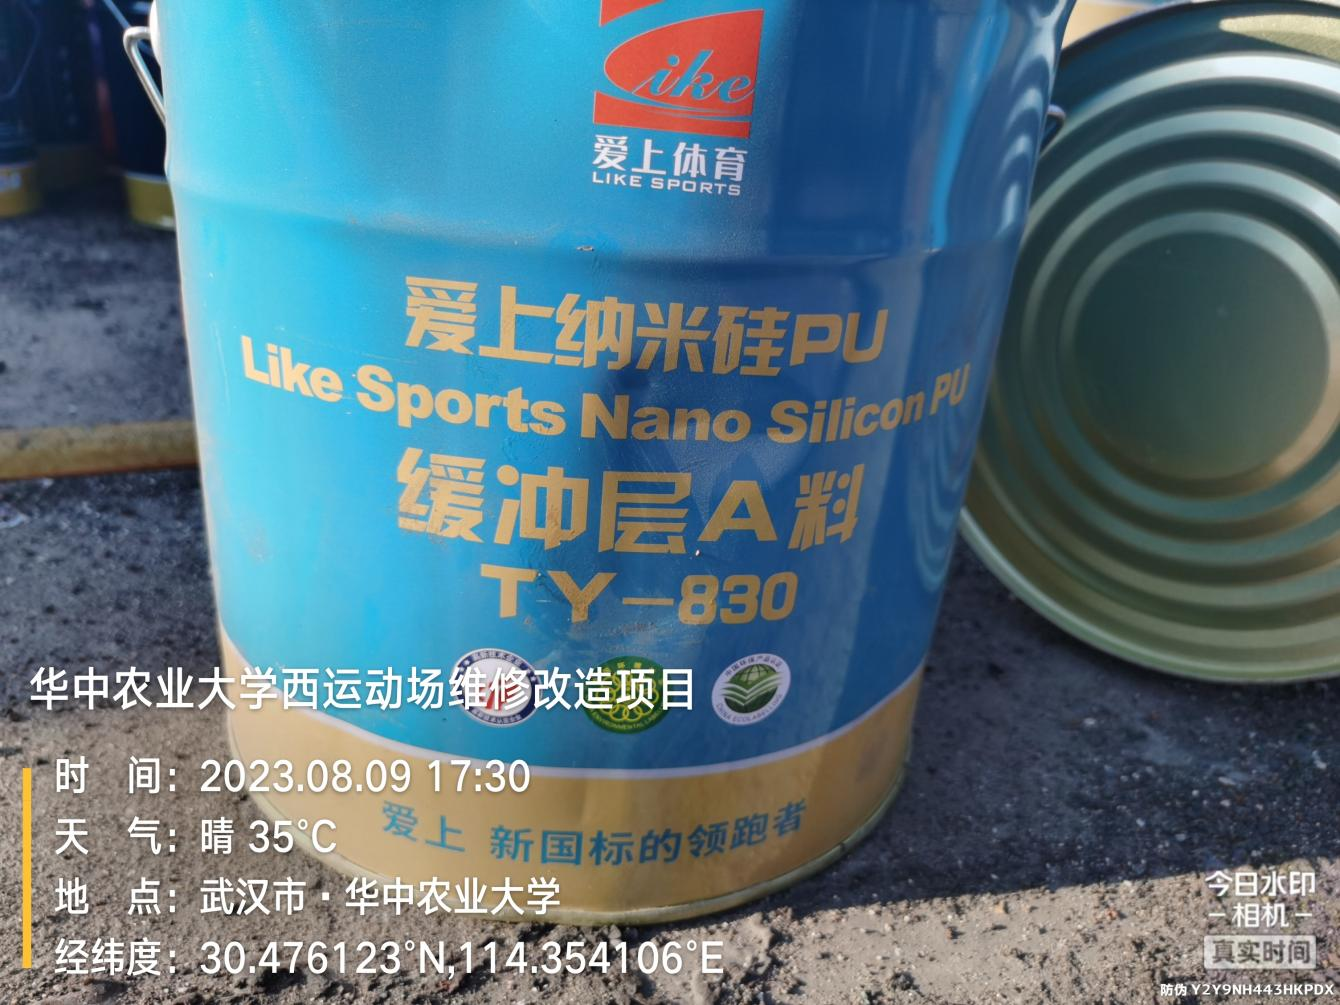 ike
爱上体育
LIKE SPORTS
爱上纳米硅PU
Like Sports Nano Silicon PU
缓冲层A料
TY-830
华中农业大学西运动场维修改造项目
时 间：2023.08.09 17:30
天 气：晴 35°C
地 点：武汉市·华中农业大学
经纬度：30.476123°N,114.354106°E
爱上 新国标的领跑者
今日水印
-相机-
真实时间
防伪 Y2Y9NH443HKPDX